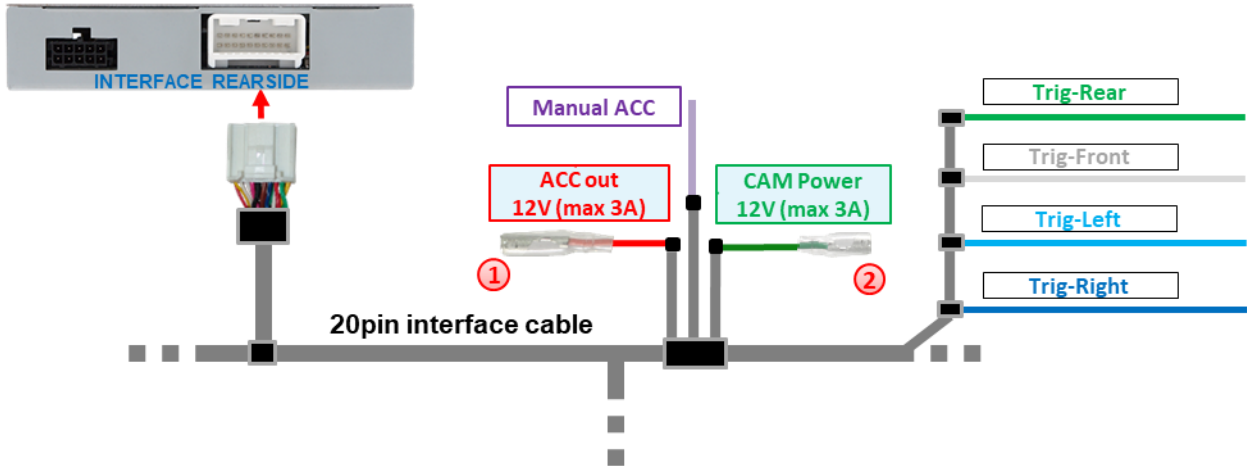 INTERFACE REARSIDE
Manual ACC
ACC out
12V (max 3A)
CAM Power
12V (max 3A)
1
2
Trig-Rear
Trig-Front
Trig-Left
Trig-Right
20pin interface cable